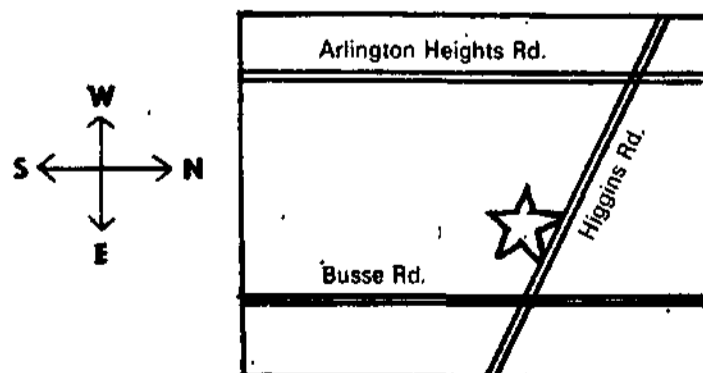 Arlington Heights Rd.
W
S N
E
Higgins Rd.
Busse Rd.